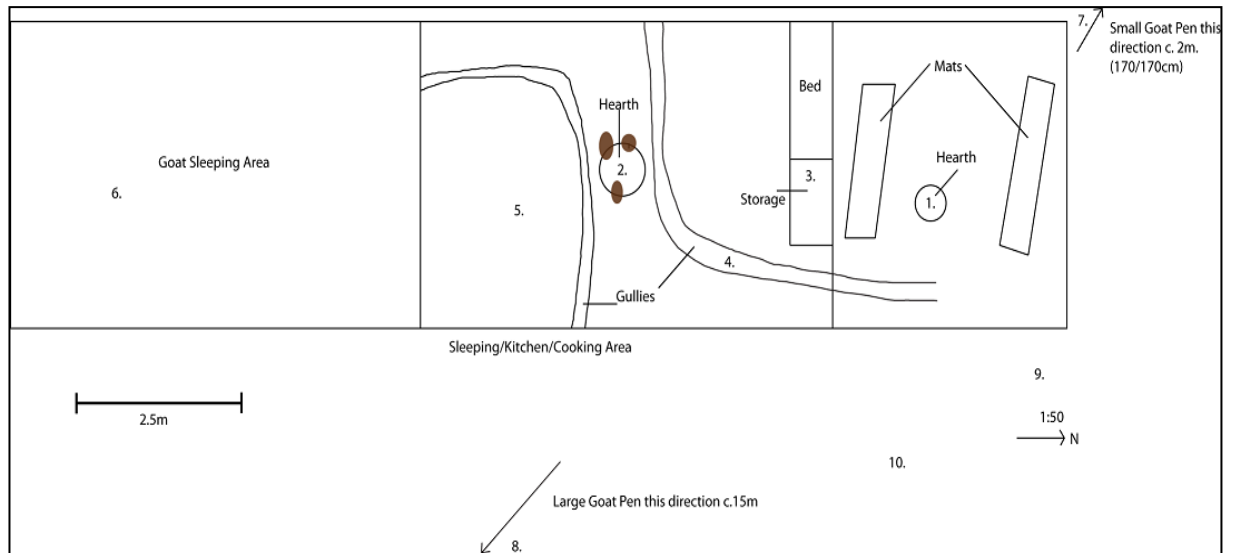 7.
Small Goat Pen this
direction c. 2m.
(170/170cm)
Mats
Bed
Hearth
Goat Sleeping Area
Hearth
2.
3.
6.
Storage
1.
5.
4.
Gullies
Sleeping/Kitchen/Cooking Area
9.
2.5m
1:50
N
10.
Large Goat Pen this direction c.15m
8.